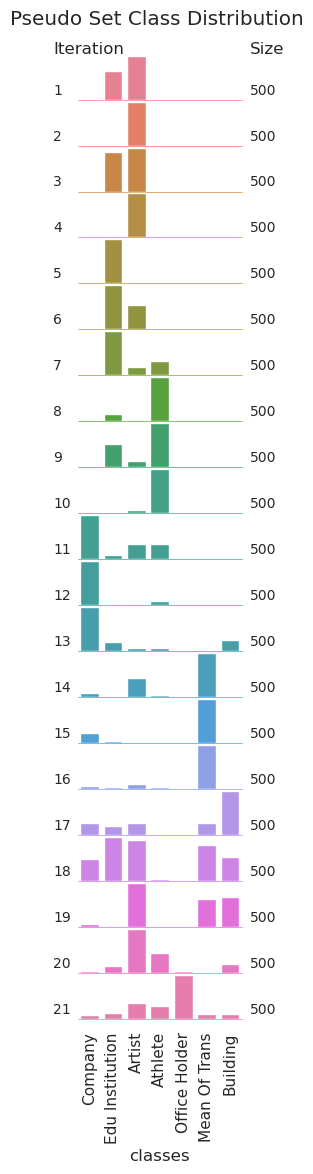 Pseudo Set Class Distribution
Iteration Size
1 500
2 500
3 500
4 500
5 500
6 500
7 500
8 500
9 500
10 500
11 500
12 500
13 500
14 500
15 500
16 500
17 500
18 500
19 500
20 500
21 500
Company
Edu Institution
Artist
Athlete
Office Holder
Mean Of Trans
Building
classes